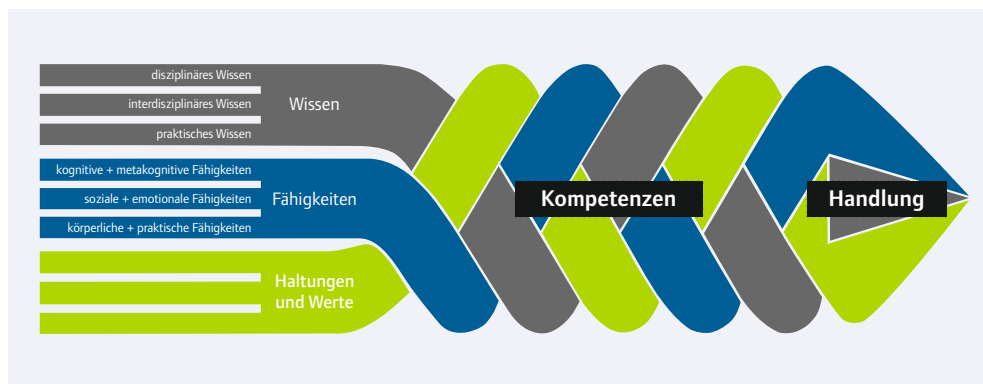 disziplinäres Wissen
interdisziplinäres Wissen
praktisches Wissen
Wissen
kognitive + metakognitive Fähigkeiten
soziale + emotionale Fähigkeiten
körperliche + praktische Fähigkeiten
Fähigkeiten
Haltungen
und Werte
Kompetenzen
Handlung